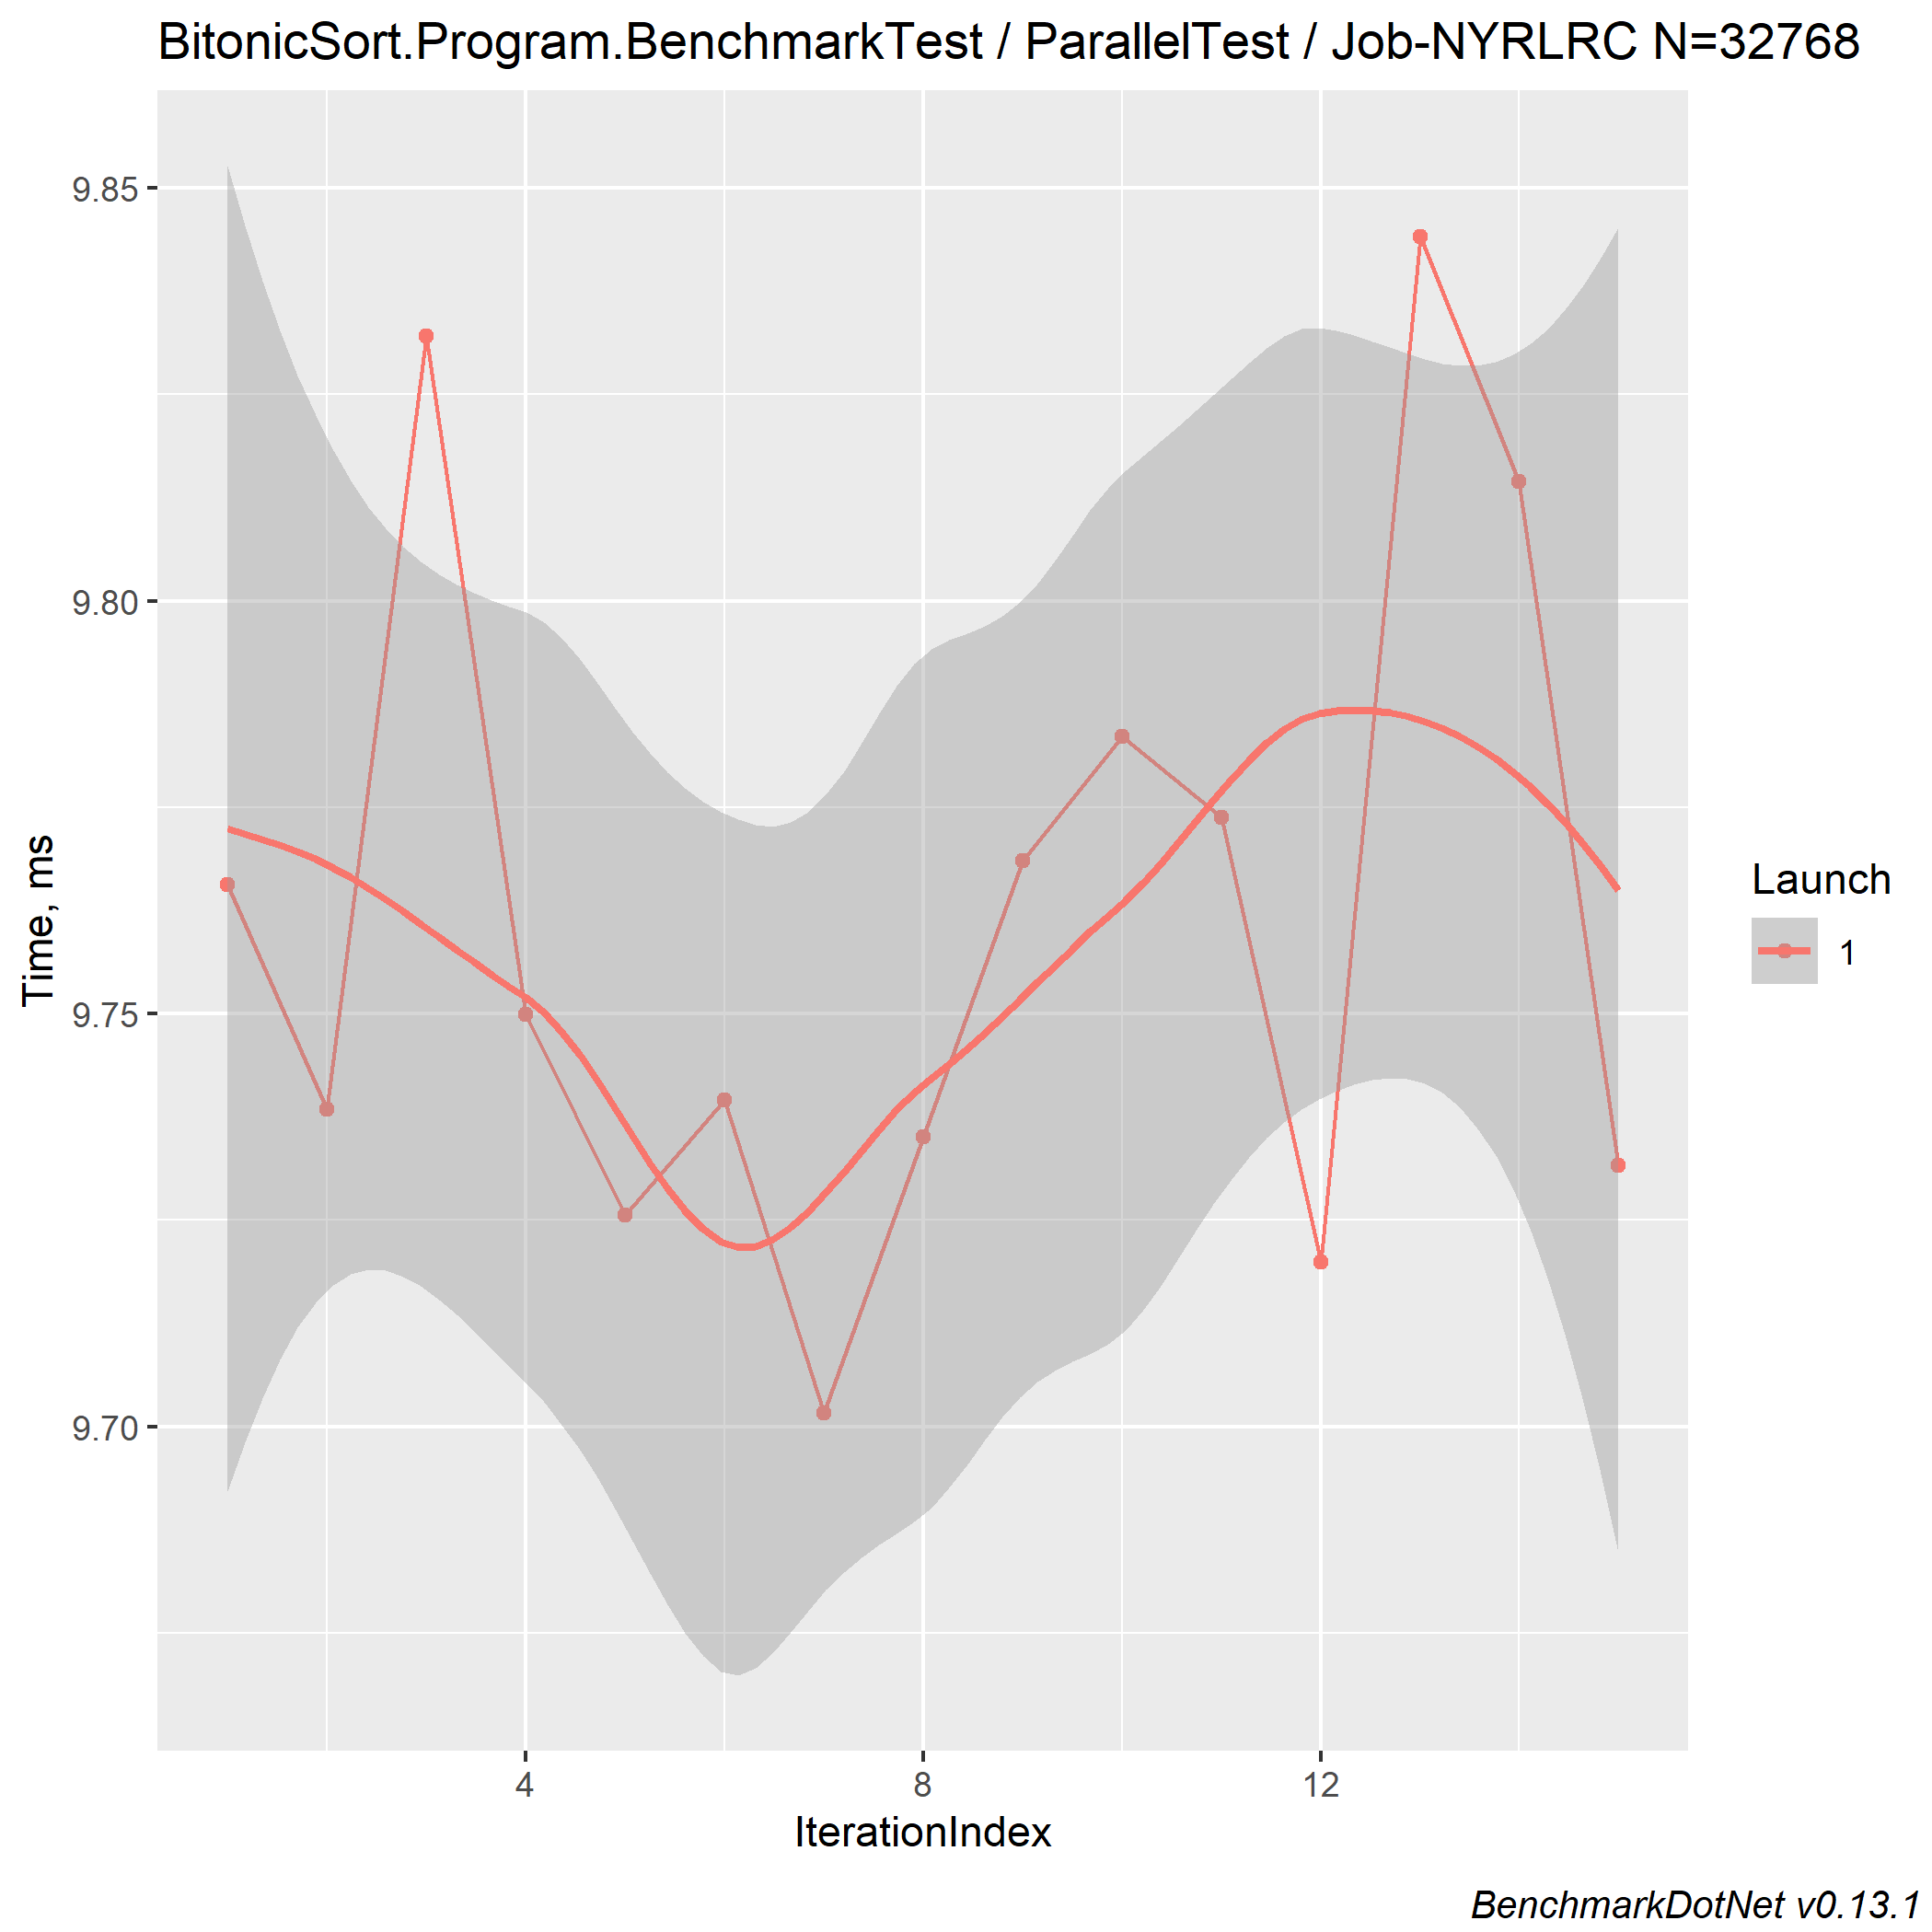 BitonicSort.Program.BenchmarkTest / ParallelTest / Job-NYRLRC N=32768
9.85
9.80
9.75
9.70
Time, ms
4 8 12
IterationIndex
Launch
1
BenchmarkDotNet v0.13.1